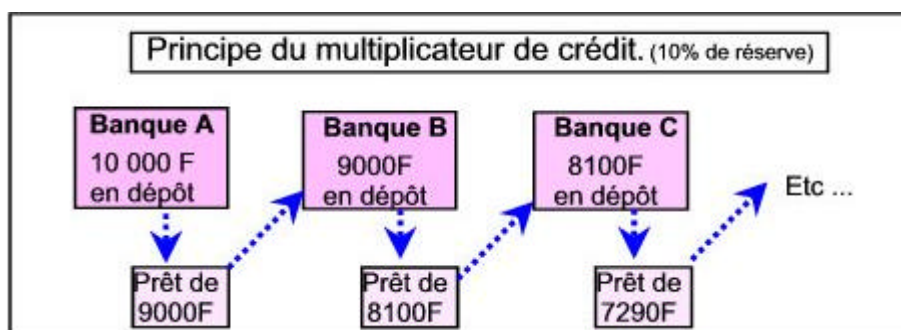 Principe du multiplicateur de crédit. (10% de réserve)
Banque A
10 000 F
en dépôt
Banque B
9000F
en dépôt
Banque C
8100F
en dépôt
Etc ...
Prêt de
9000F
Prêt de
8100F
Prêt de
7290F